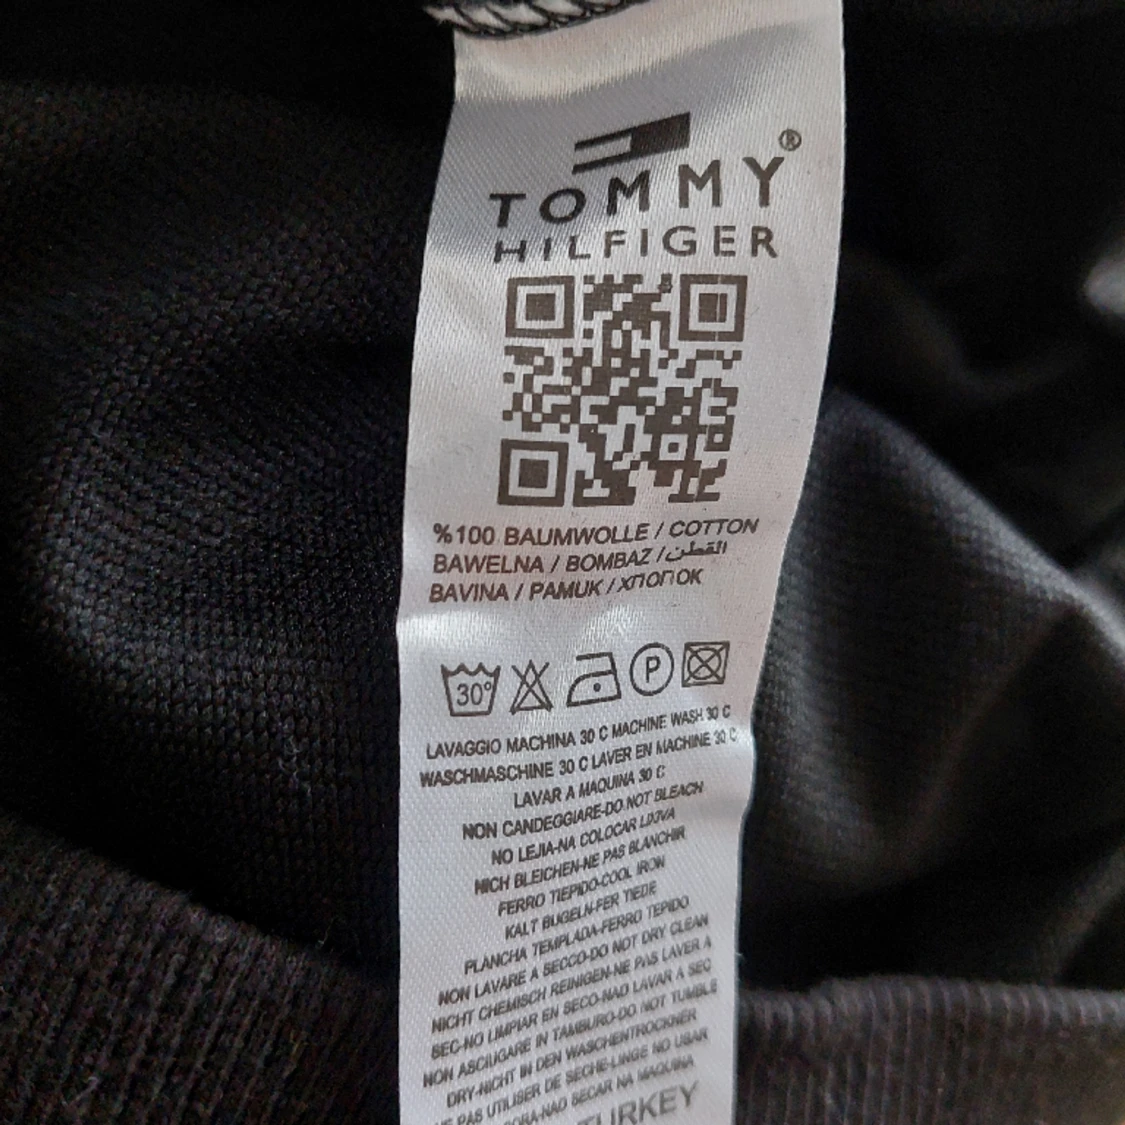 TOMMY®
HILFIGER
%100 BAUMWOLLE / COTTON
BAWELNA / BOMBAZ / القطن
BAVINA / PAMUK / ХПОПОК
30°
P
LAVAGGIO MACHINA 30 C MACHINE WASH 30 C
WASCHMASCHINE 30 C LAVER EN MACHINE 30 C
LAVAR A MAQUINA 30 C
NON CANDEGGIARE-DO NOT BLEACH
NO LEJIA-NA COLOCAR
NICH BLEICHEN-NE PAS BLANCHIR
FERRO TIEPIDO-COOL IRON
KALT BUGELN-FER TIEDE
PLANCHA TEMPLADA-FERRO TEPIDO
NON LAVARE A SECCO-DO NOT DRY CLEAN
NICHT CHEMISCH REINIGEN-NE PAS LAVER A
SEC-NO LIMPIAR EN SECO-NAO LAVAR A SEC
NON ASCIUGARE IN TAMBURO-DO NOT TUMBLE
DRY-NICHT IN DEN WASCHENTROCKNER
PAS UTILISER DE SECHE-LINGE NO USAR
SECAR NA MAQUINA
TURKEY